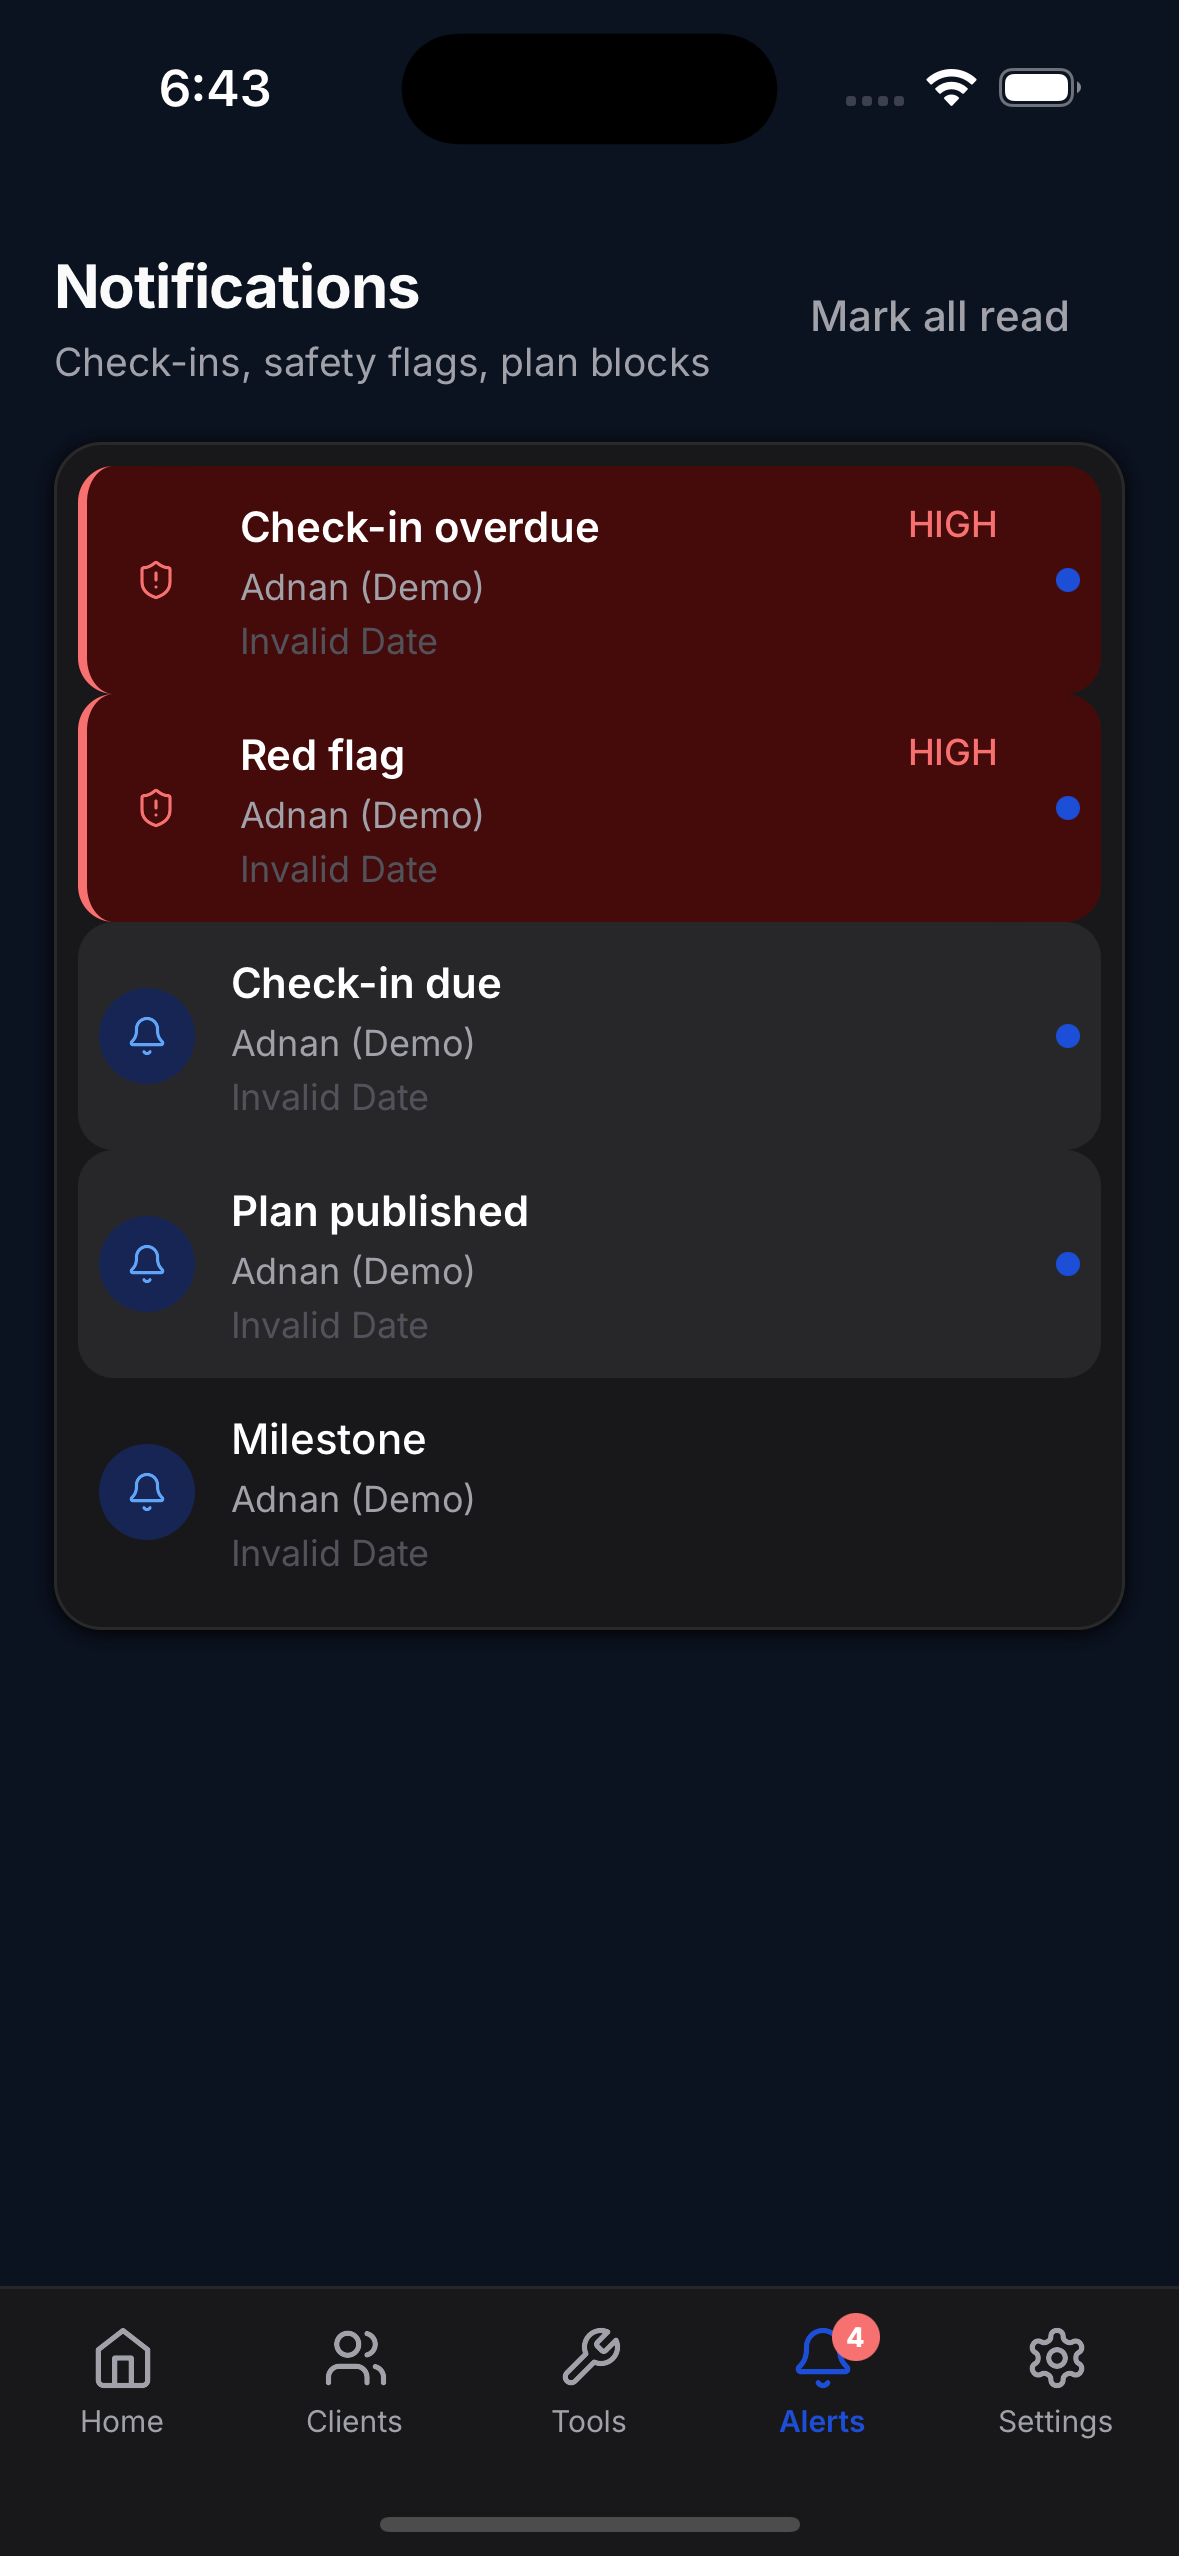 6:43
Notifications
Mark all read
Check-ins, safety flags, plan blocks
Check-in overdue
HIGH
Adnan (Demo)
Invalid Date
Red flag
HIGH
Adnan (Demo)
Invalid Date
Check-in due
Adnan (Demo)
Invalid Date
Plan published
Adnan (Demo)
Invalid Date
Milestone
Adnan (Demo)
Invalid Date
4
Home
Clients
Tools
Alerts
Settings